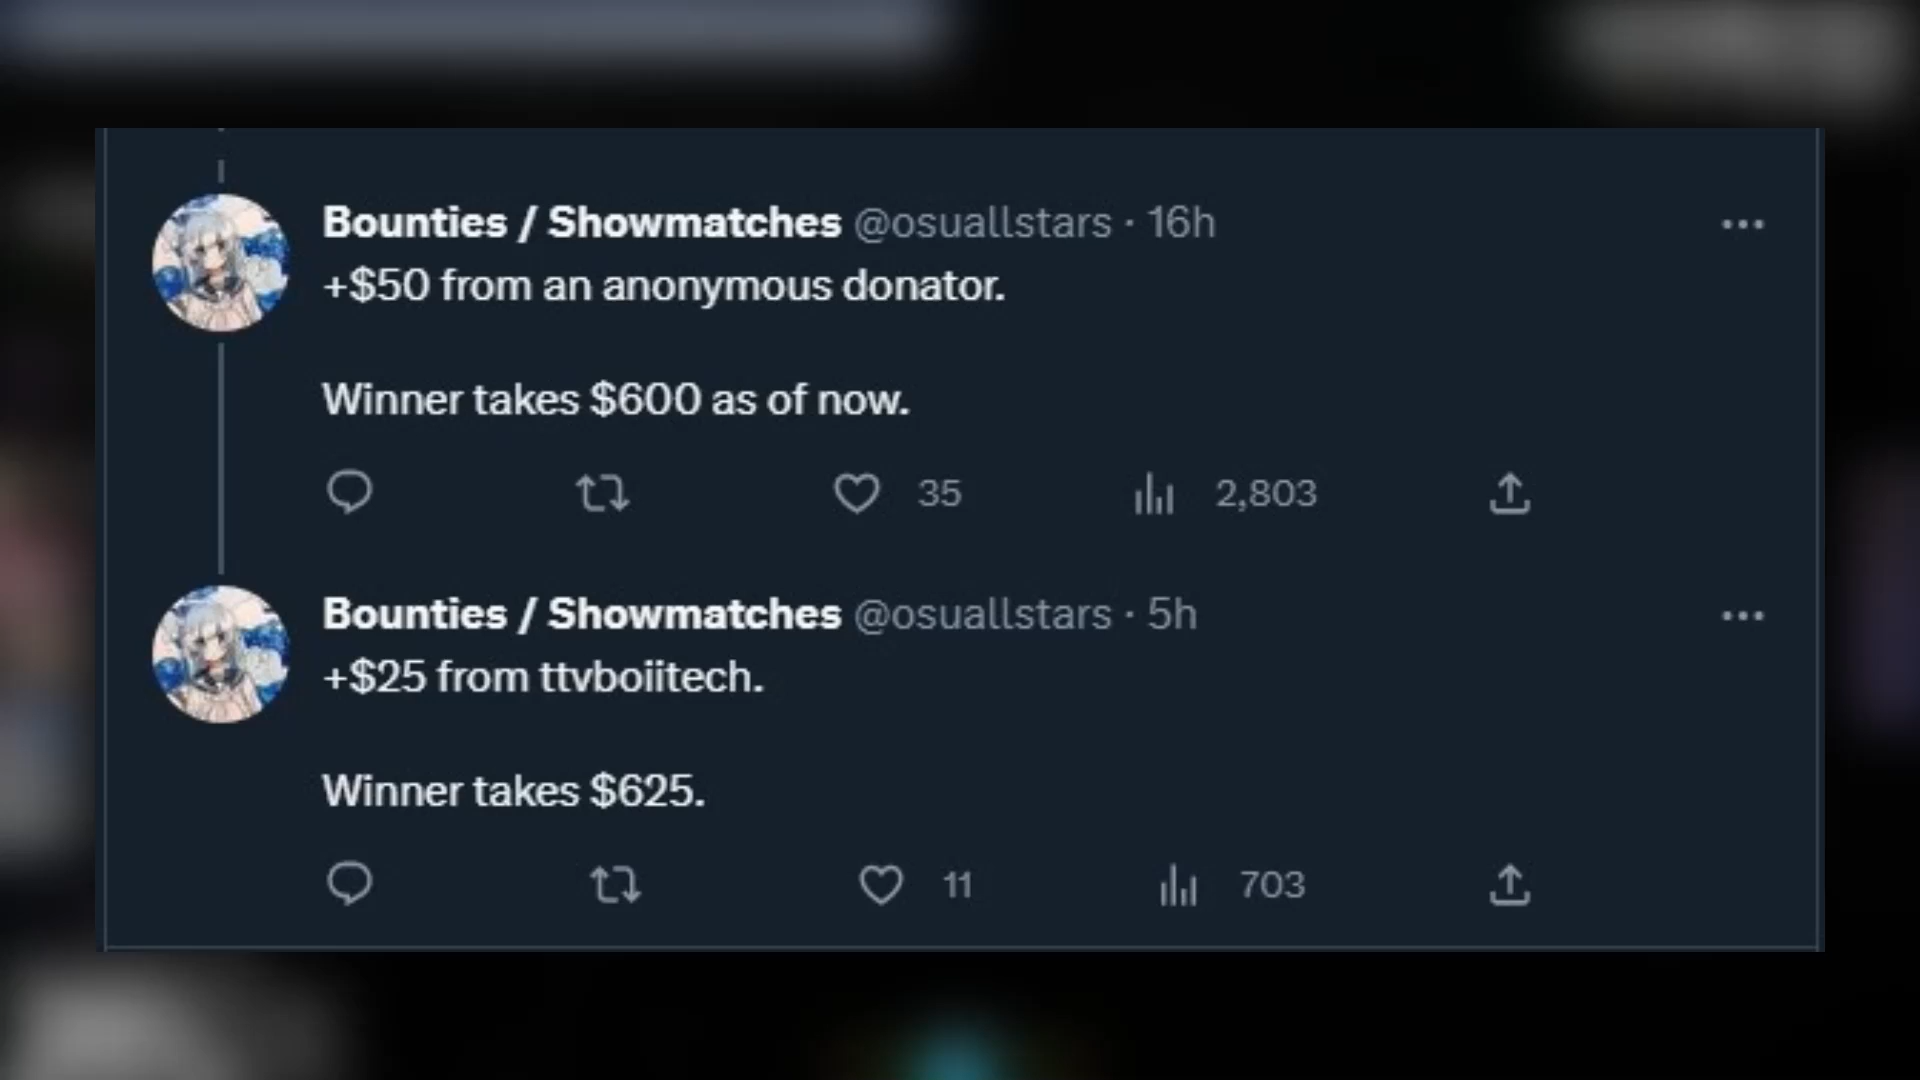 Bounties / Showmatches @osuallstars · 16h
+$50 from an anonymous donator.
Winner takes $600 as of now.
35 2,803
Bounties / Showmatches @osuallstars · 5h
+$25 from ttvboiitech.
Winner takes $625.
11 703